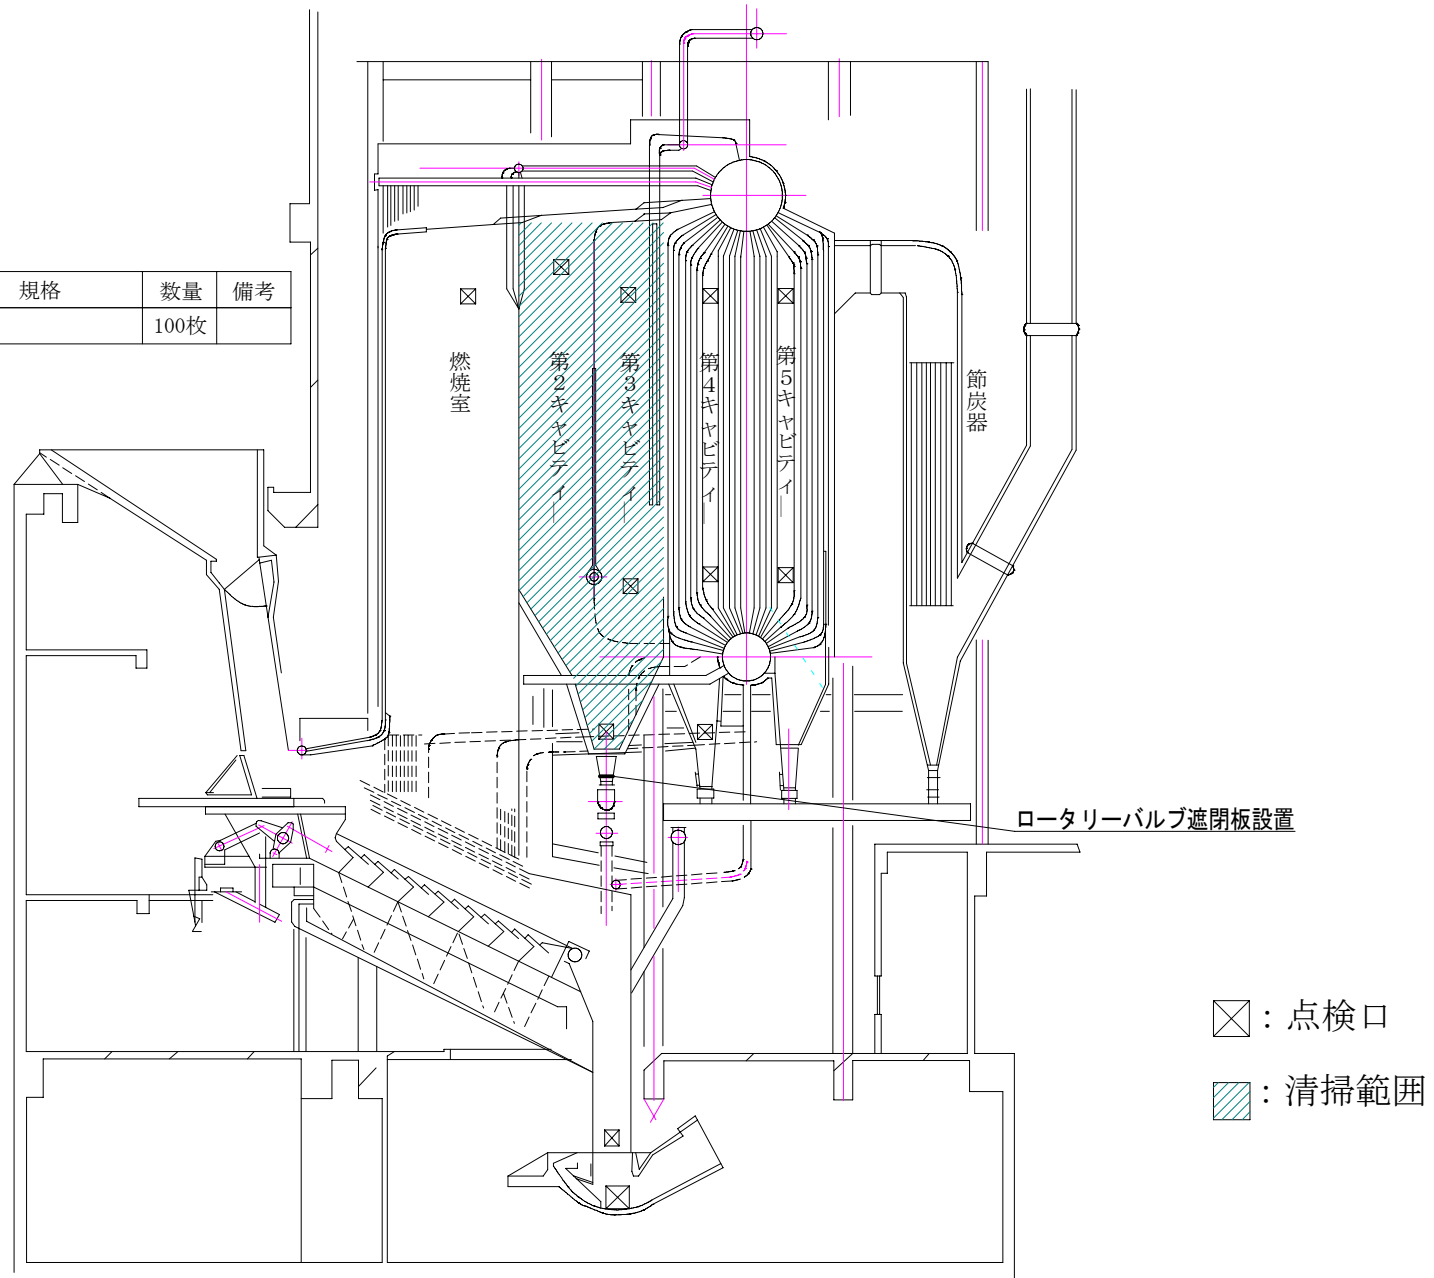 規格 数量 備考
100枚
燃焼室
第2キャビティー
第3キャビティー
第4キャビティー
第5キャビティー
節炭器
ロータリーバルブ遮閉板設置
：点検口
：清掃範囲